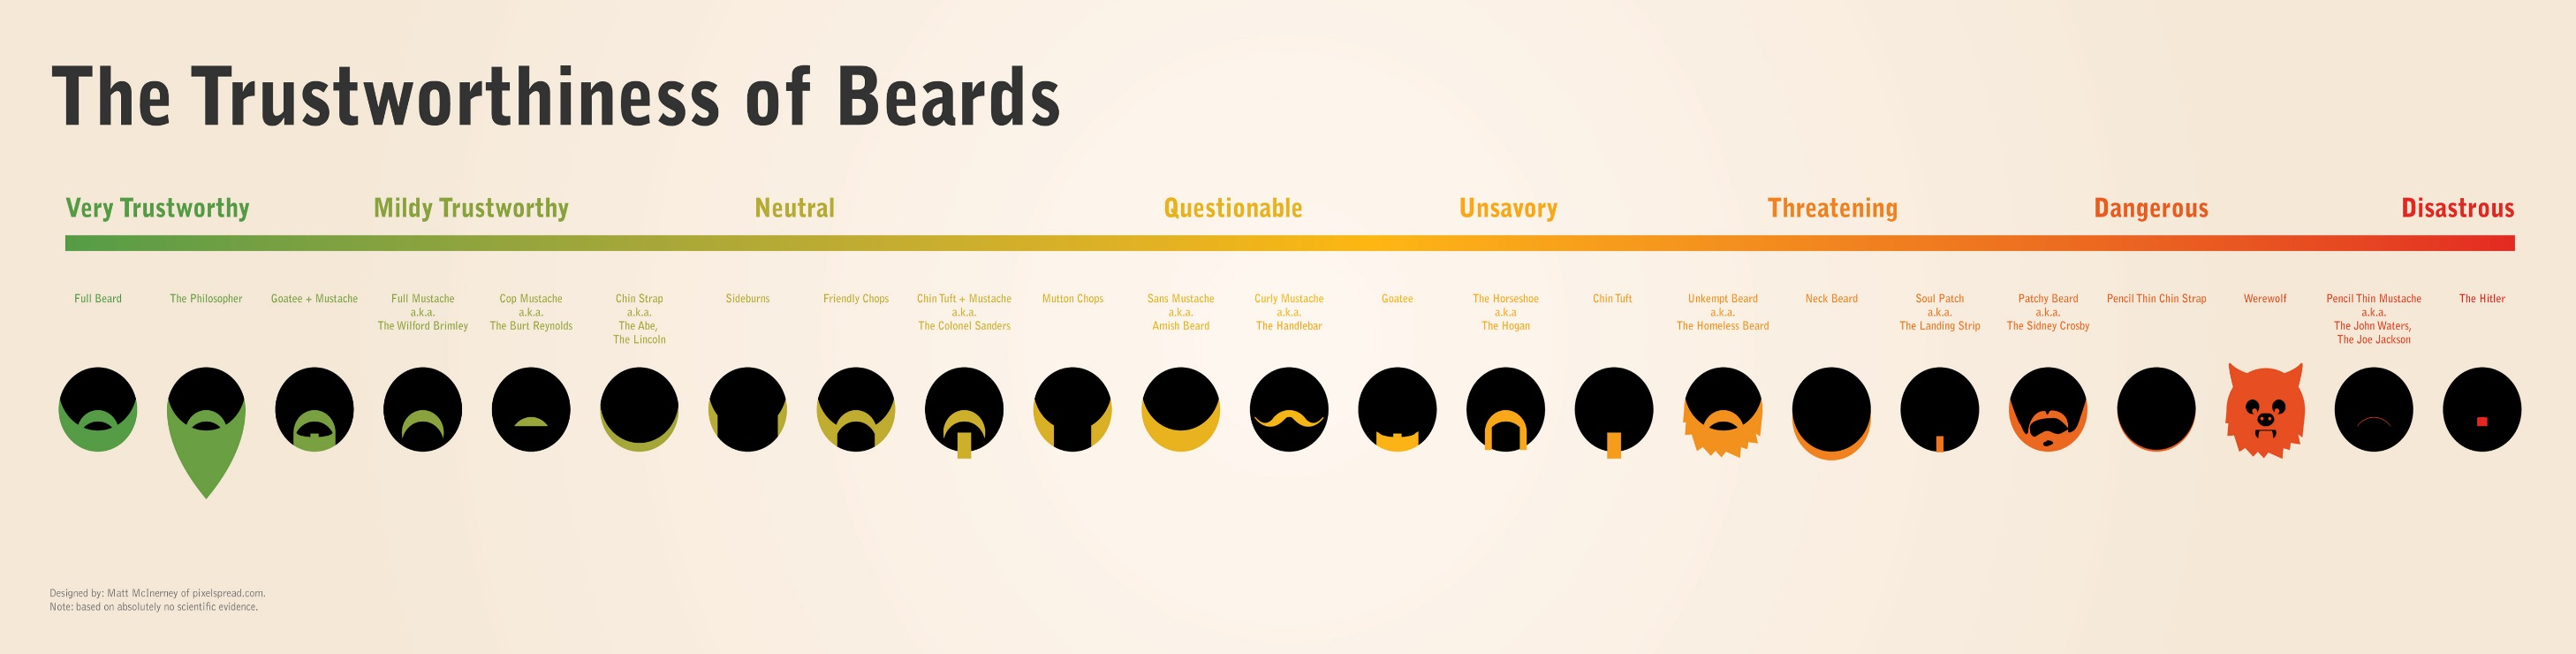 The Trustworthiness of Beards
Very Trustworthy
Mildy Trustworthy
Neutral
Questionable
Unsavory
Threatening
Dangerous
Disastrous
Full Beard
The Philosopher
Goatee + Mustache
Full Mustache
a.k.a.
The Wilford Brimley
Cop Mustache
a.k.a.
The Burt Reynolds
Chin Strap
a.k.a.
The Abe,
The Lincoln
Sideburns
Friendly Chops
Chin Tuft + Mustache
a.k.a.
The Colonel Sanders
Mutton Chops
Sans Mustache
a.k.a.
Amish Beard
Curly Mustache
a.k.a.
The Handlebar
Goatee
The Horseshoe
a.k.a
The Hogan
Chin Tuft
Unkempt Beard
a.k.a.
The Homeless Beard
Neck Beard
Soul Patch
a.k.a.
The Landing Strip
Patchy Beard
a.k.a.
The Sidney Crosby
Pencil Thin Chin Strap
Werewolf
Pencil Thin Mustache
a.k.a.
The John Waters,
The Joe Jackson
The Hitler
Designed by: Matt McInerney of pixelspread.com.
Note: based on absolutely no scientific evidence.